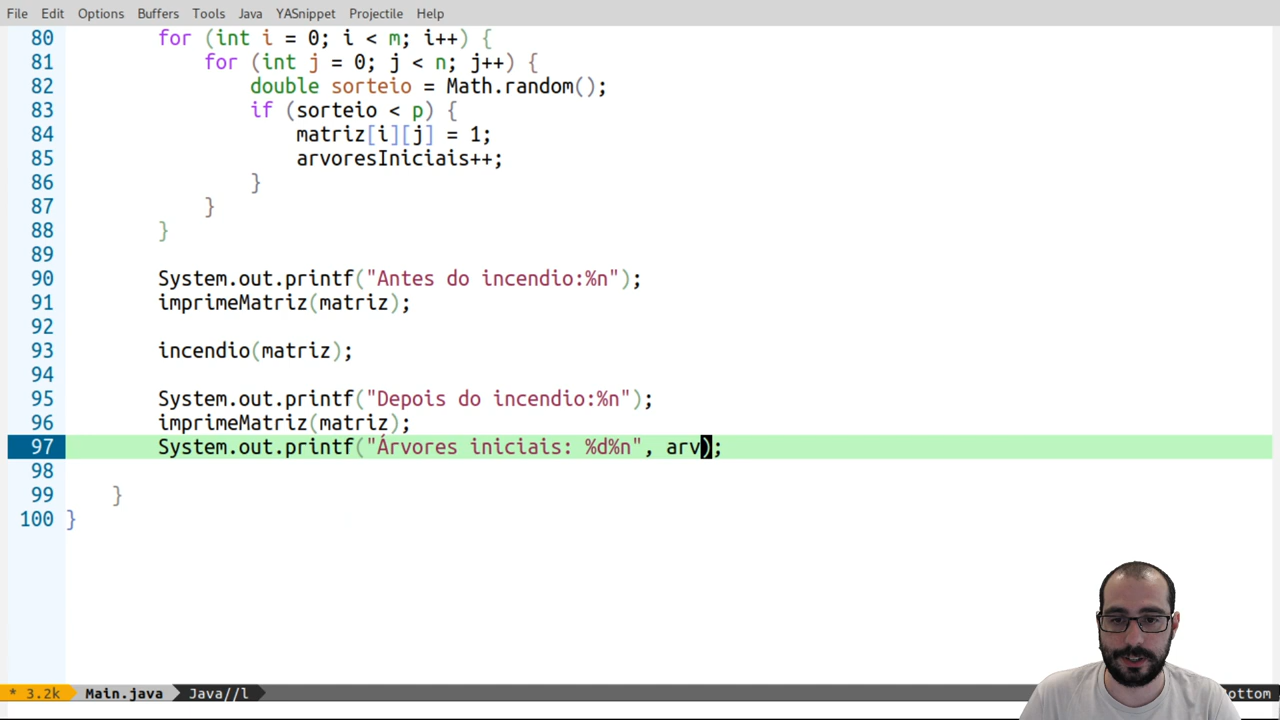 File Edit Options Buffers Tools Java YASnippet Projectile Help
80 for (int i = 0; i < m; i++) {
81 for (int j = 0; j < n; j++) {
82 double sorteio = Math.random();
83 if (sorteio < p) {
84 matriz[i][j] = 1;
85 arvoresIniciais++;
86 }
87 }
88 }
89
90 System.out.printf("Antes do incendio:%n");
91 imprimeMatriz(matriz);
92
93 incendio(matriz);
94
95 System.out.printf("Depois do incendio:%n");
96 imprimeMatriz(matriz);
97 System.out.printf("Árvores iniciais: %d%n", arv);
98
99 }
100 }
* 3.2k Main.java Java//l ottom